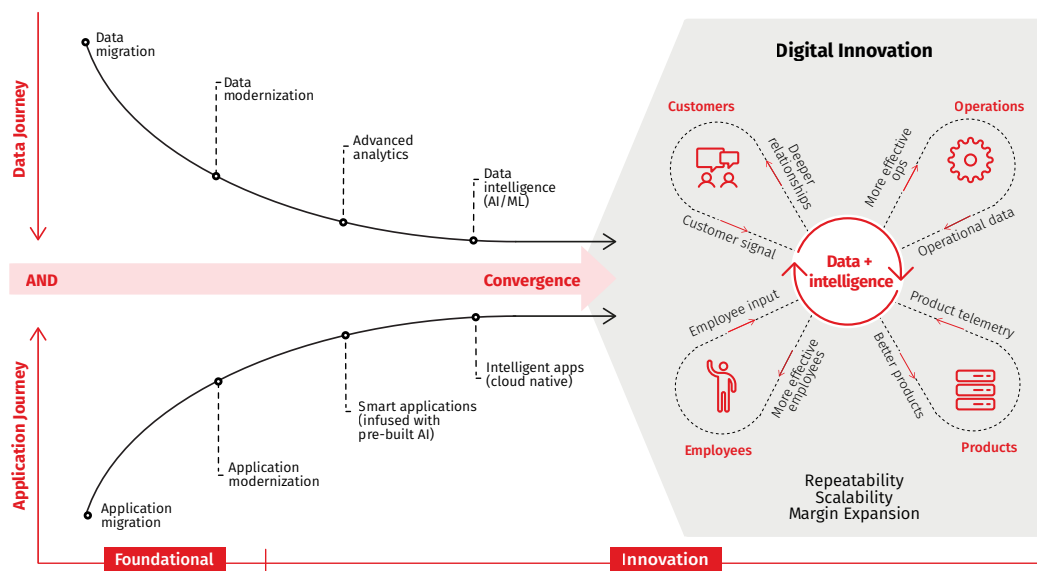 Data Journey
Data
migration
Data
modernization
Advanced
analytics
Data
intelligence
(AI/ML)
AND
Convergence
Application Journey
Application
migration
Application
modernization
Smart applications
(infused with
pre-built AI)
Intelligent apps
(cloud native)
Foundational
Innovation
Digital Innovation
Customers
Deeper
relationships
Customer signal
Operations
More effective
ops
Operational data
Data +
intelligence
Employee input
More effective
employees
Employees
Product telemetry
Better products
Products
Repeatability
Scalability
Margin Expansion